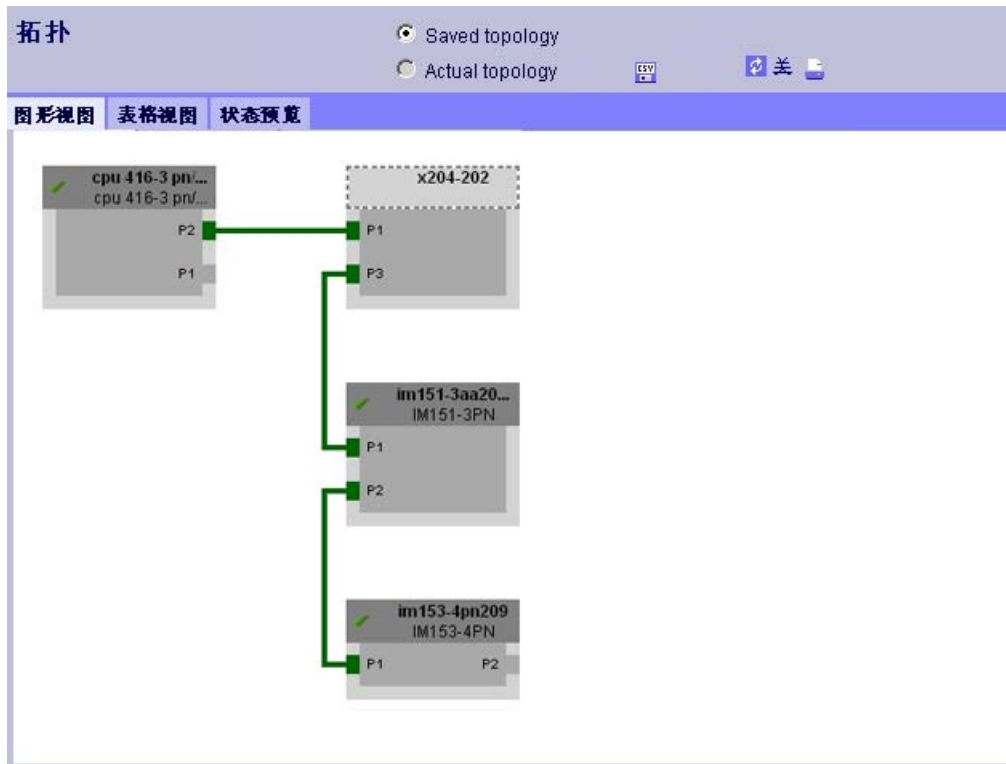 拓扑
Saved topology
Actual topology
CSV
关
图形视图 表格视图 状态预览
cpu 416-3 pn/...
cpu 416-3 pn/...
P2
P1
x204-202
P1
P3
im151-3aa20...
IM151-3PN
P1
P2
im153-4pn209
IM153-4PN
P1 P2